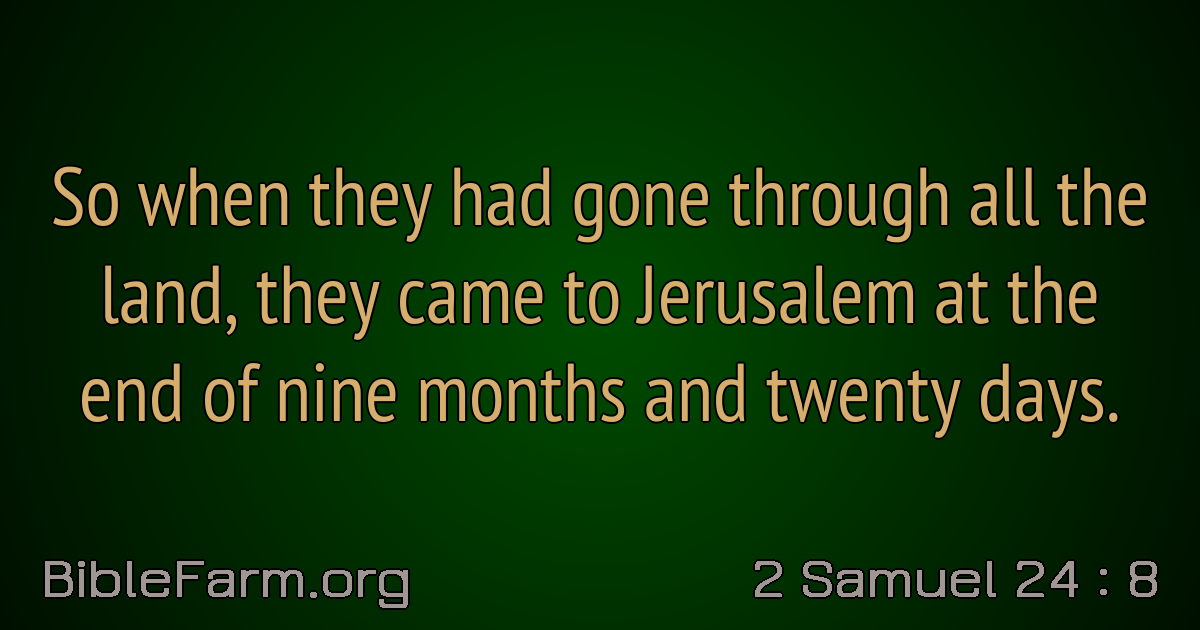 So when they had gone through all the
land, they came to Jerusalem at the
end of nine months and twenty days.
BibleFarm.org
2 Samuel 24 : 8